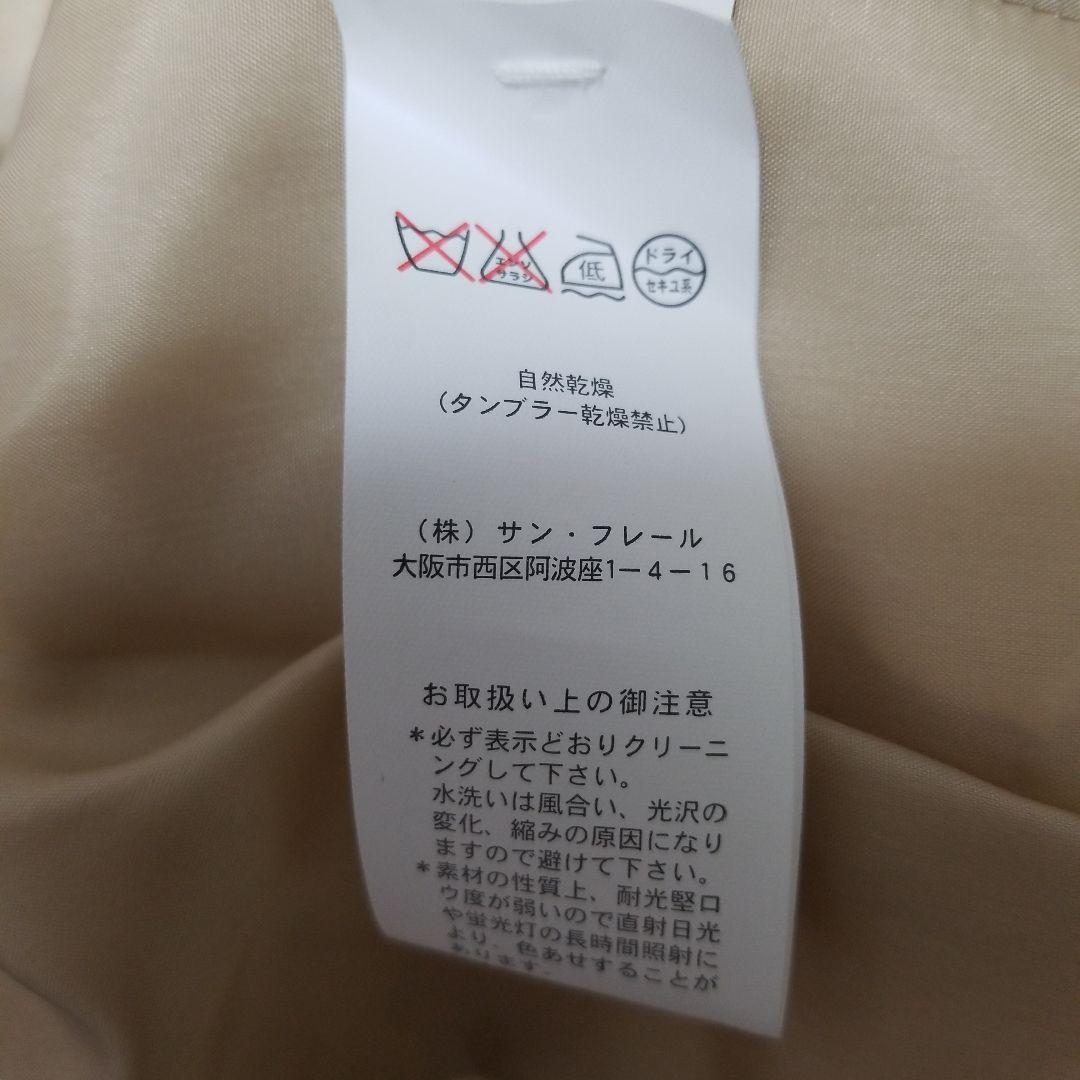 エンソ
サラシ
低
ドライ
セキユ系
自然乾燥
(タンブラー乾燥禁止)
(株) サン・フレール
大阪市西区阿波座1-4-16
お取扱い上の御注意
*必ず表示どおりクリーニ
ングして下さい。
水洗いは風合い、光沢の
変化、縮みの原因になり
ますので避けて下さい。
*素材の性質上、耐光堅ロ
ウ度が弱いので直射日光
や蛍光灯の長時間照射に
より、色あせすることが
あります。